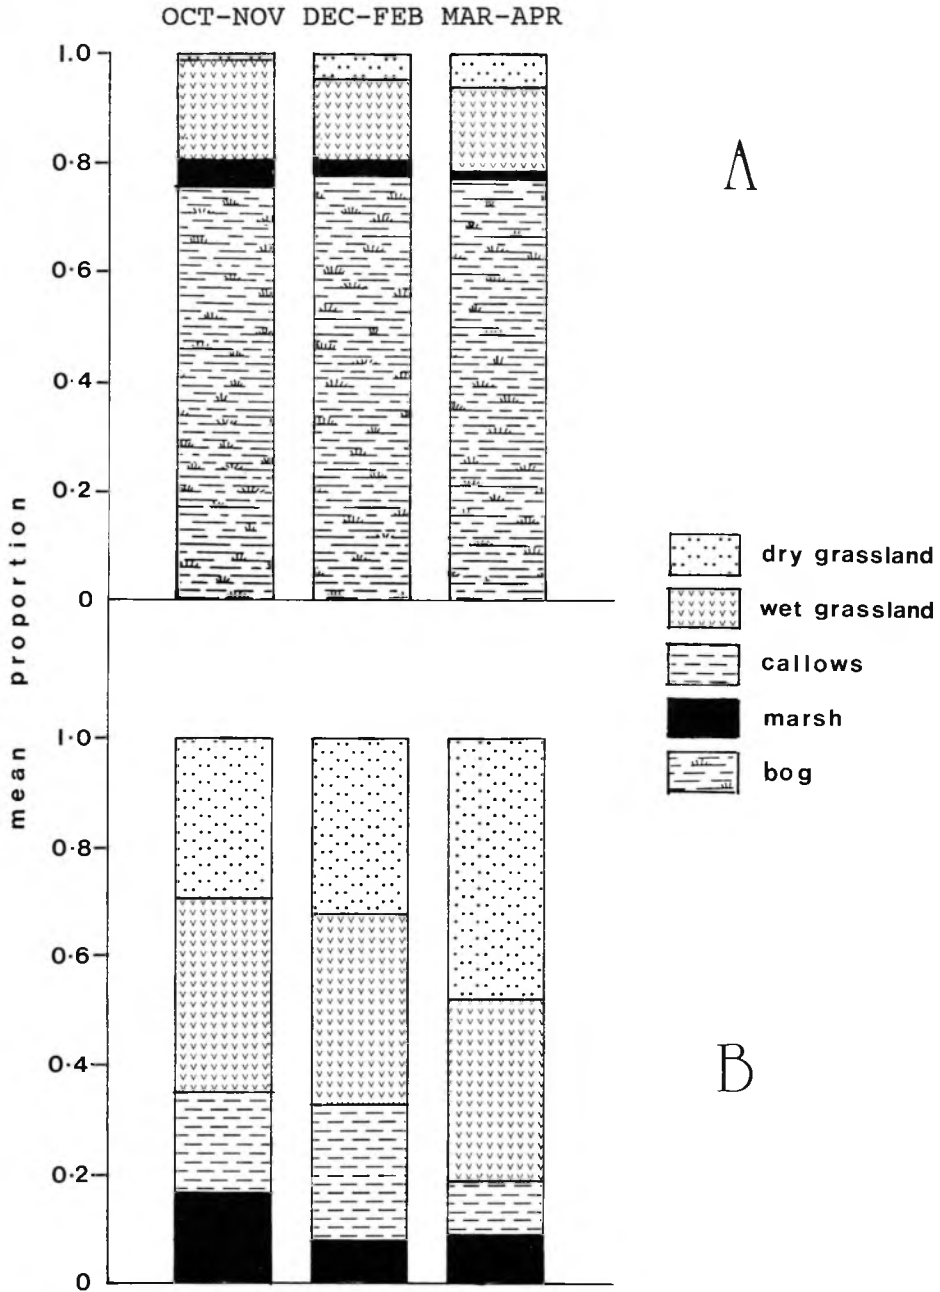 OCT-NOV DEC-FEB MAR-APR
1.0
0.8
0.6
0.4
0.2
0
A
mean proportion
dry grassland
wet grassland
callows
marsh
bog
1.0
0.8
0.6
0.4
0.2
0
B